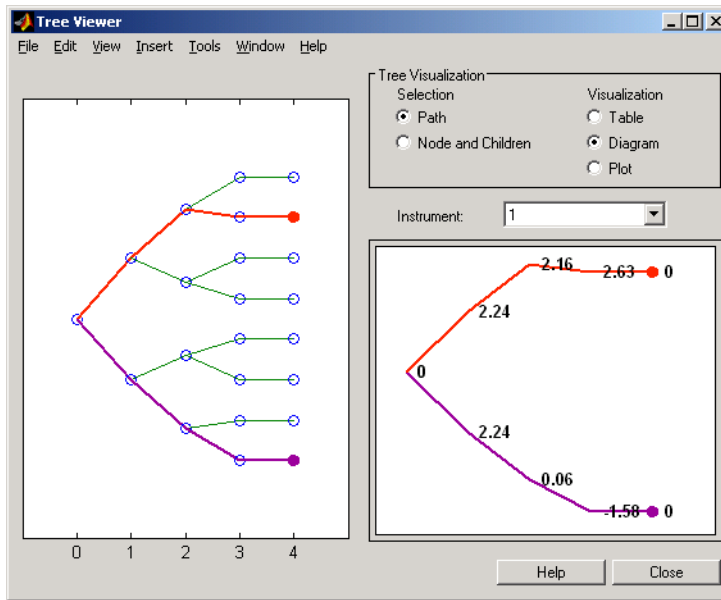 Tree Viewer
File Edit View Insert Tools Window Help
Tree Visualization
Selection
Path
Node and Children
Visualization
Table
Diagram
Plot
Instrument: 1
2.16
2.63
0
2.24
0
2.24
0.06
-1.58
0
0 1 2 3 4
Help
Close